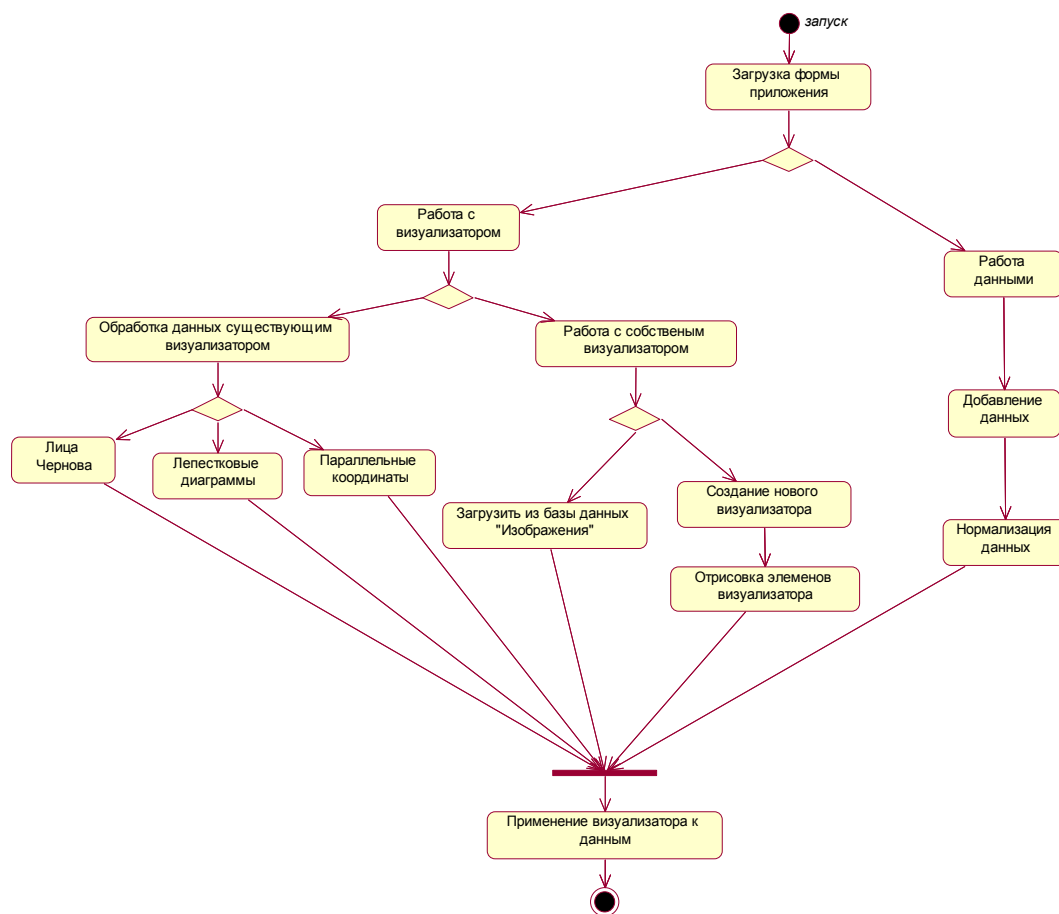 запуск
Загрузка формы
приложения
Работа с
визуализатором
Работа
данными
Обработка данных существующим
визуализатором
Работа с собственым
визуализатором
Добавление
данных
Лица
Чернова
Лепестковые
диаграммы
Параллельные
координаты
Загрузить из базы данных
"Изображения"
Создание нового
визуализатора
Нормализация
данных
Отрисовка элеменов
визуализатора
Применение визуализатора к
данным